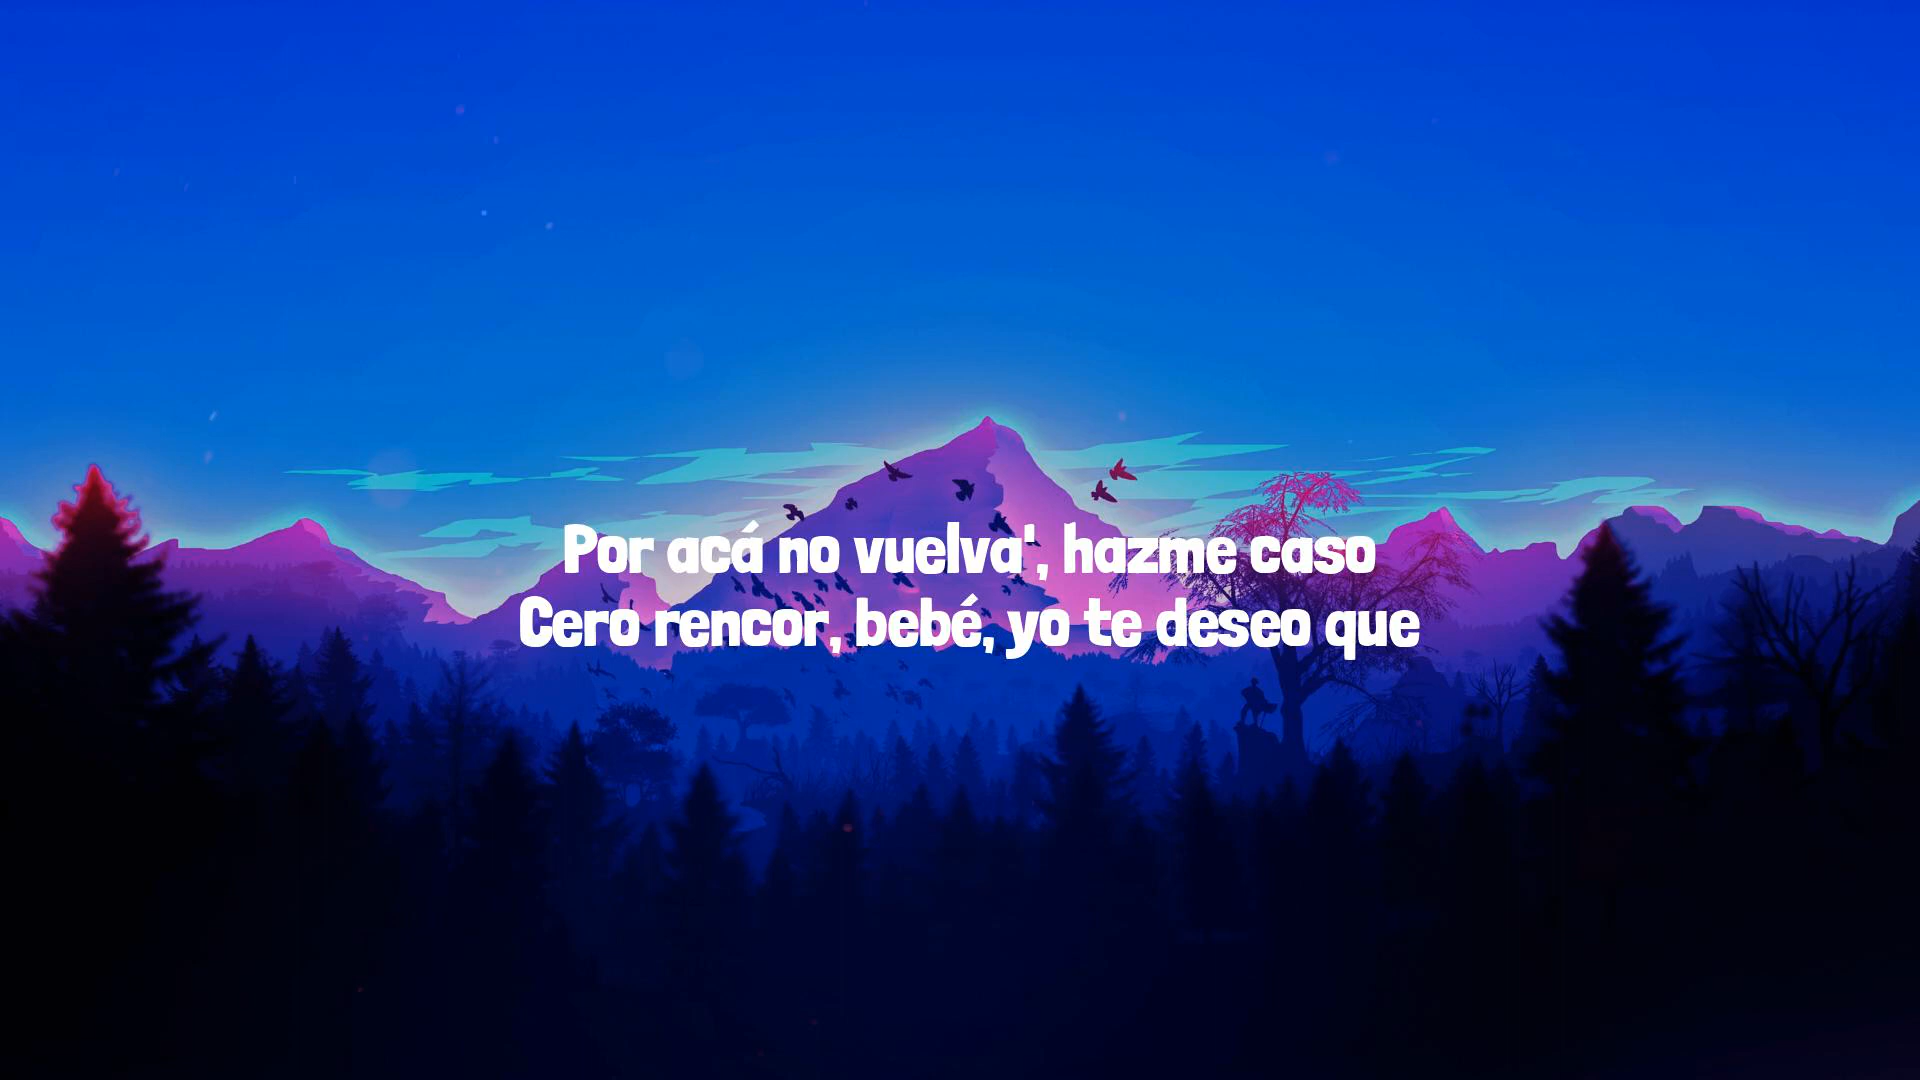 Por acá no vuelva', hazme caso
Cero rencor, bebé, yo te deseo que